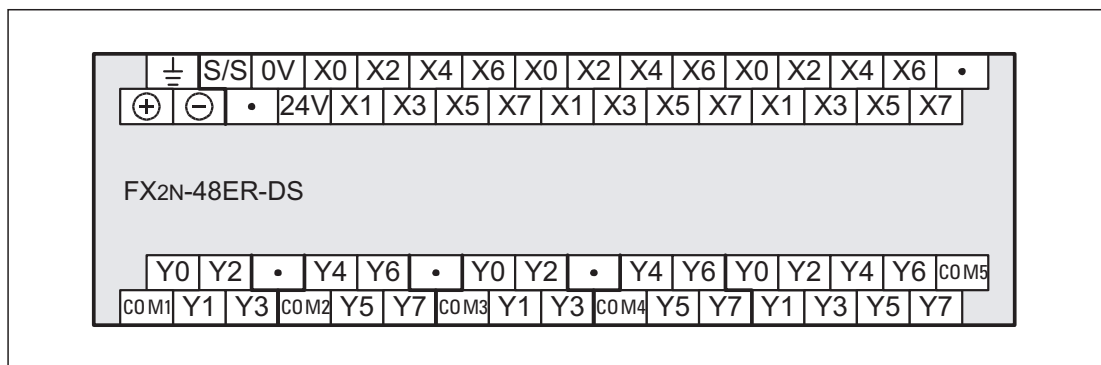 ⏚ S/S 0V X0 X2 X4 X6 X0 X2 X4 X6 X0 X2 X4 X6 •
⊕ ⊖ • 24V X1 X3 X5 X7 X1 X3 X5 X7 X1 X3 X5 X7
FX2N-48ER-DS
Y0 Y2 • Y4 Y6 • Y0 Y2 • Y4 Y6 Y0 Y2 Y4 Y6 COM5
COM1 Y1 Y3 COM2 Y5 Y7 COM3 Y1 Y3 COM4 Y5 Y7 Y1 Y3 Y5 Y7